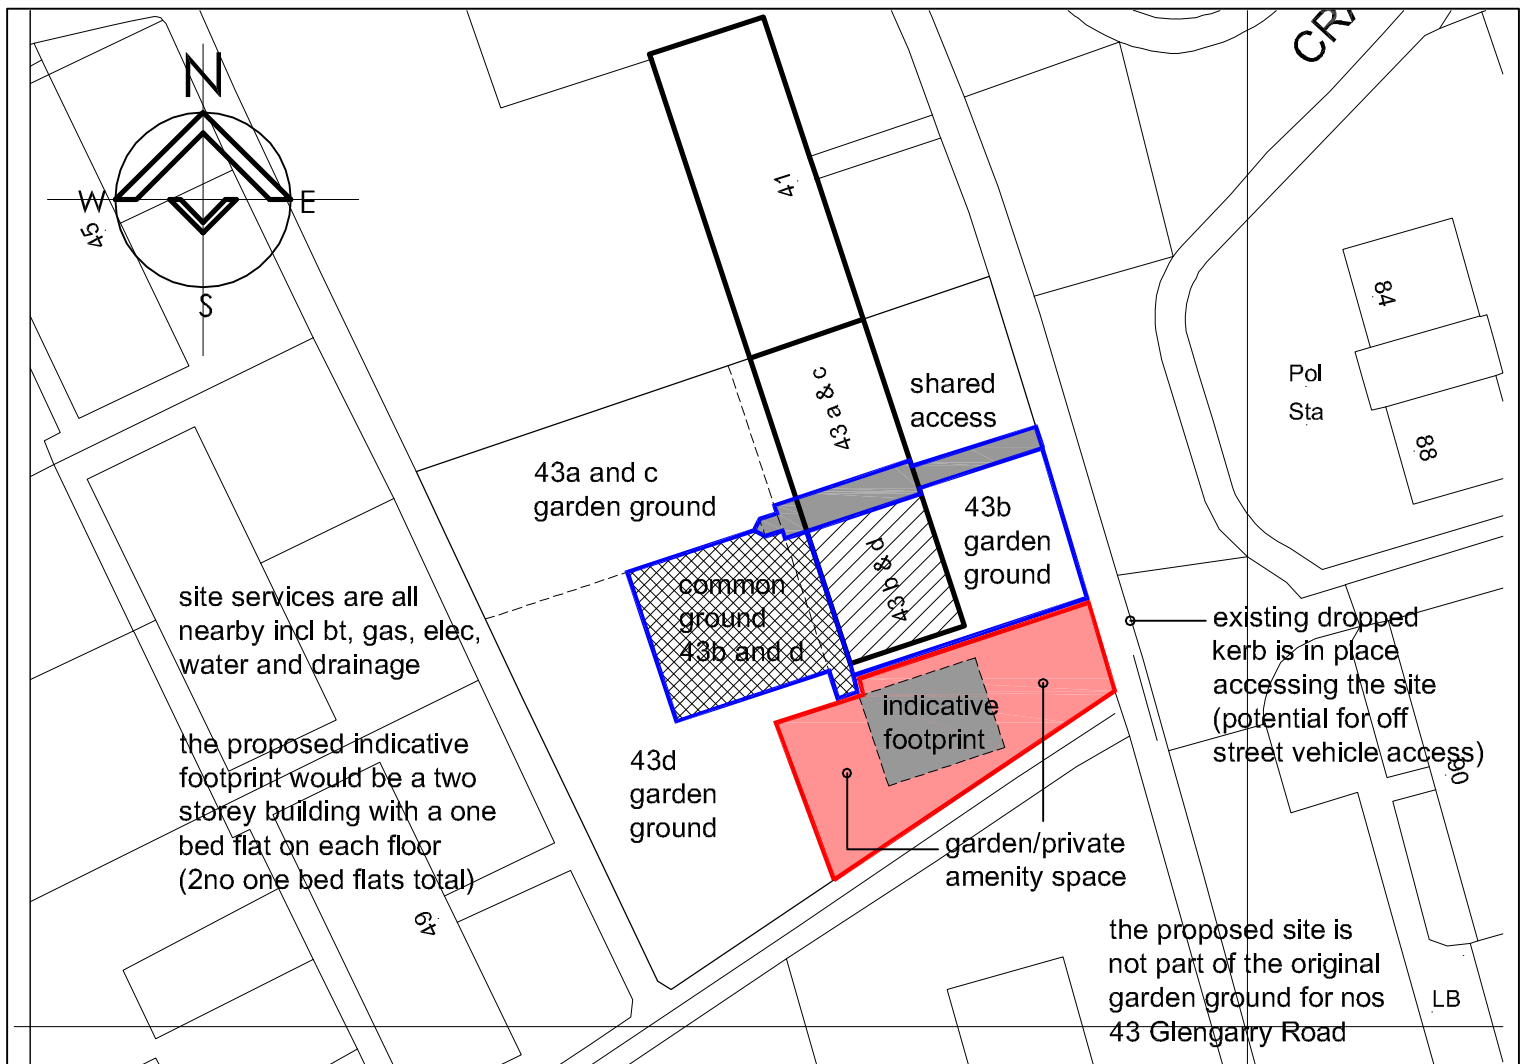 N
W
E
S
CRA
45
41
84
Pol
Sta
88
43 a & c
shared
access
43a and c
garden ground
43b
garden
ground
43 b & d
common
ground
43b and d
site services are all
nearby incl bt, gas, elec,
water and drainage
existing dropped
kerb is in place
accessing the site
(potential for off
street vehicle access)
90
indicative
footprint
the proposed indicative
footprint would be a two
storey building with a one
bed flat on each floor
(2no one bed flats total)
43d
garden
ground
garden/private
amenity space
49
the proposed site is
not part of the original
garden ground for nos
43 Glengarry Road
LB